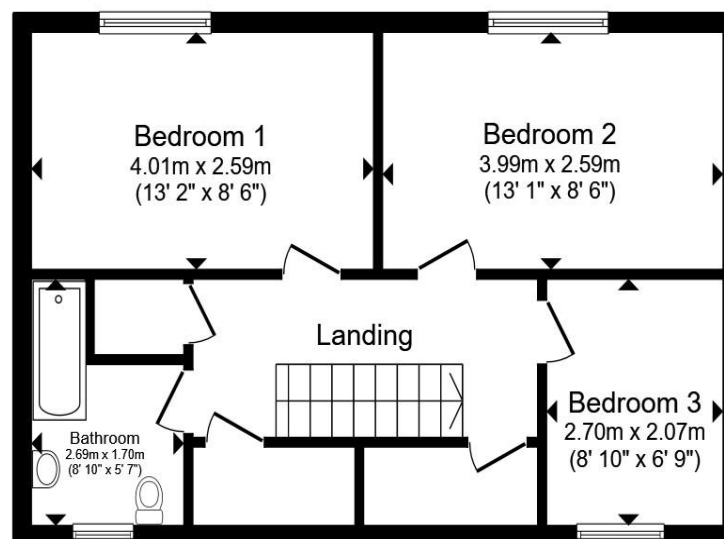 Bedroom 1
4.01m x 2.59m
(13' 2" x 8' 6")
Bedroom 2
3.99m x 2.59m
(13' 1" x 8' 6")
Landing
Bathroom
2.69m x 1.70m
(8' 10" x 5' 7")
Bedroom 3
2.70m x 2.07m
(8' 10" x 6' 9")